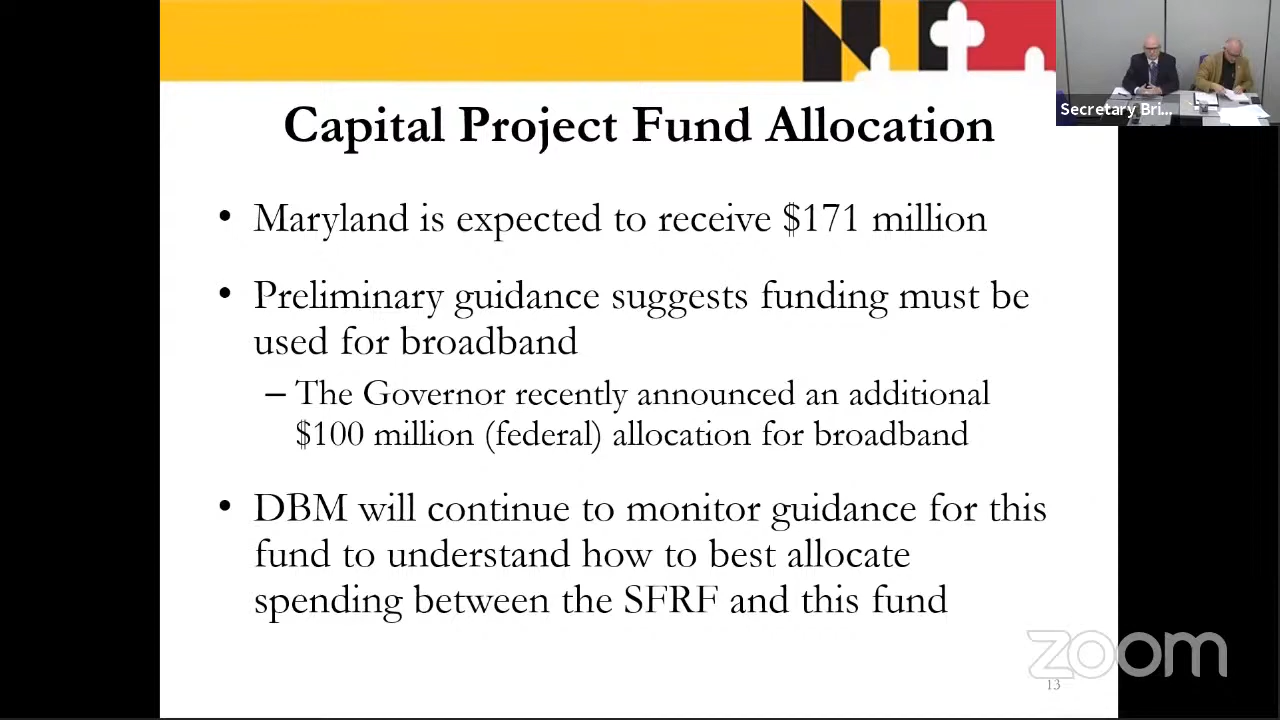 Capital Project Fund Allocation
Secretary Bri...
• Maryland is expected to receive $171 million
• Preliminary guidance suggests funding must be
used for broadband
– The Governor recently announced an additional
$100 million (federal) allocation for broadband
• DBM will continue to monitor guidance for this
fund to understand how to best allocate
spending between the SFRF and this fund
zoom
13